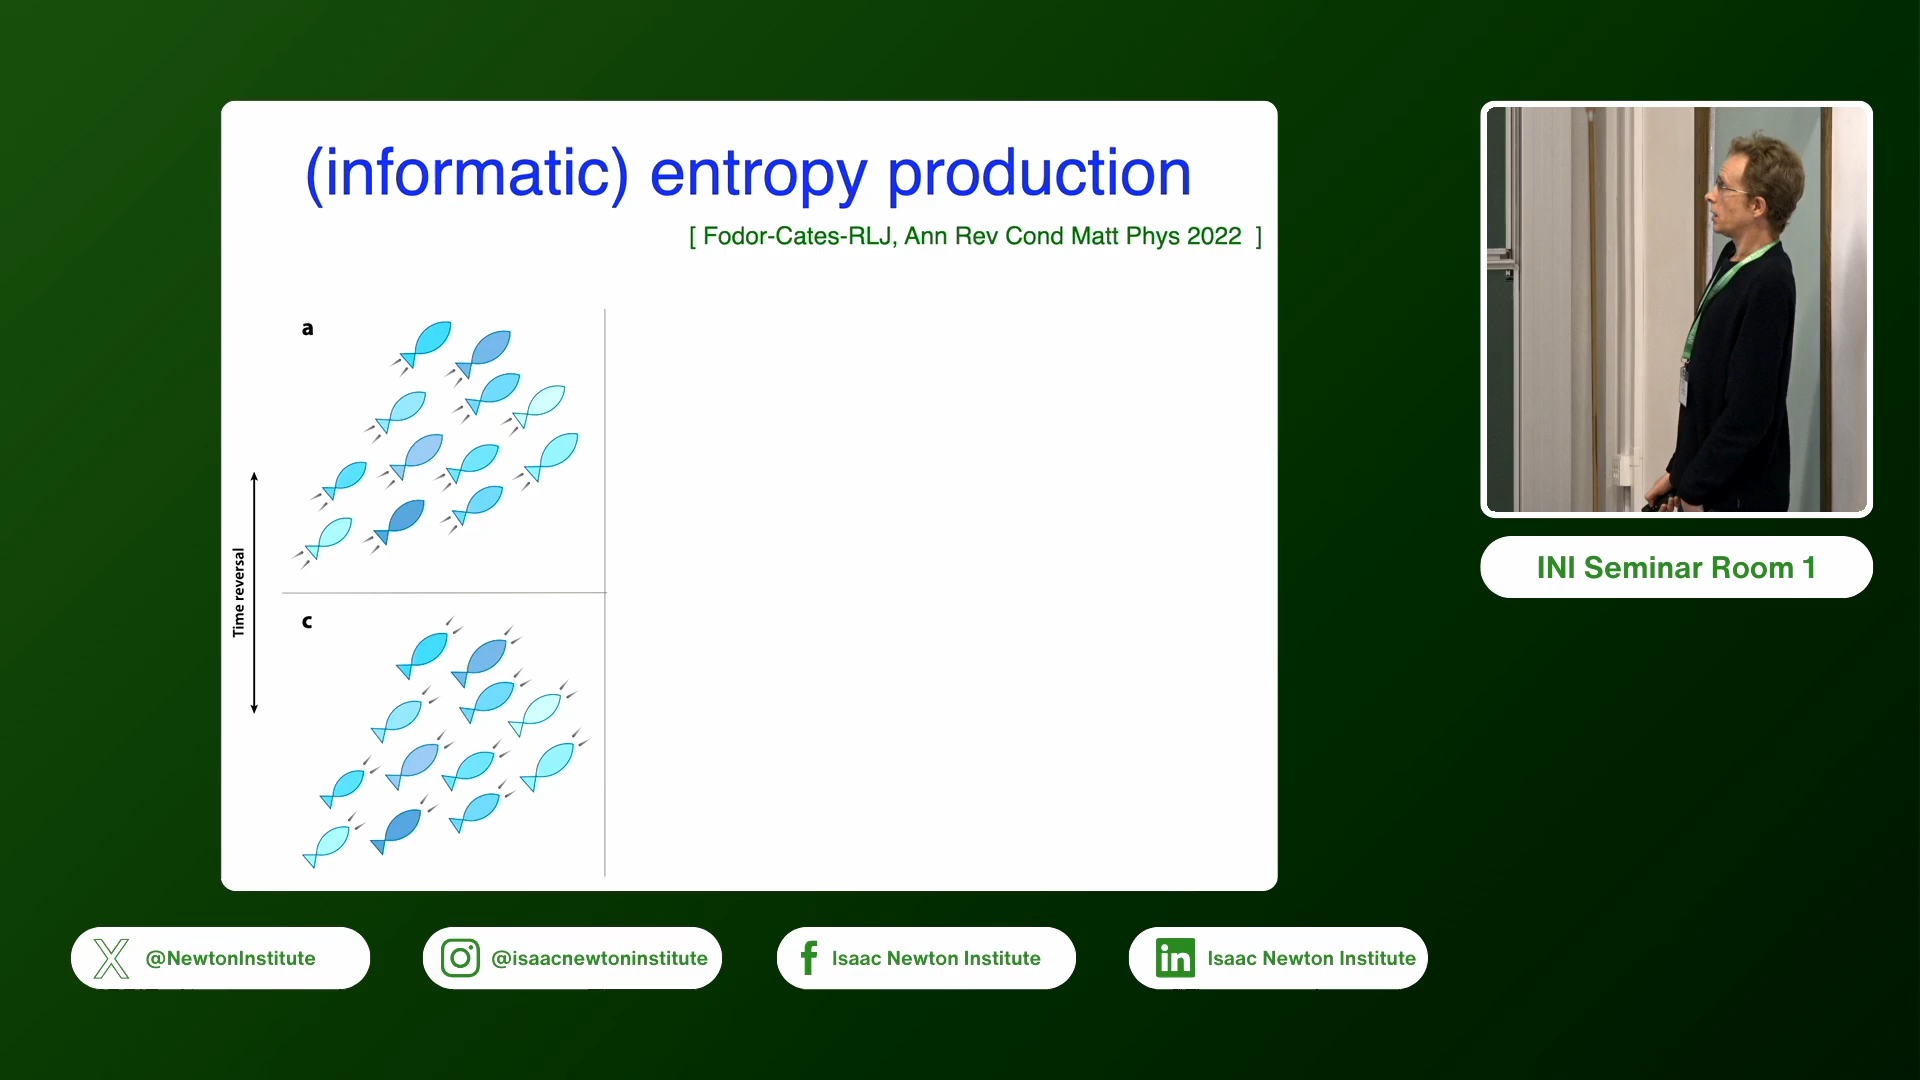 (informatic) entropy production
[ Fodor-Cates-RLJ, Ann Rev Cond Matt Phys 2022 ]
a
Time reversal
c
INI Seminar Room 1
@NewtonInstitute
@isaacnewtoninstitute
Isaac Newton Institute
Isaac Newton Institute